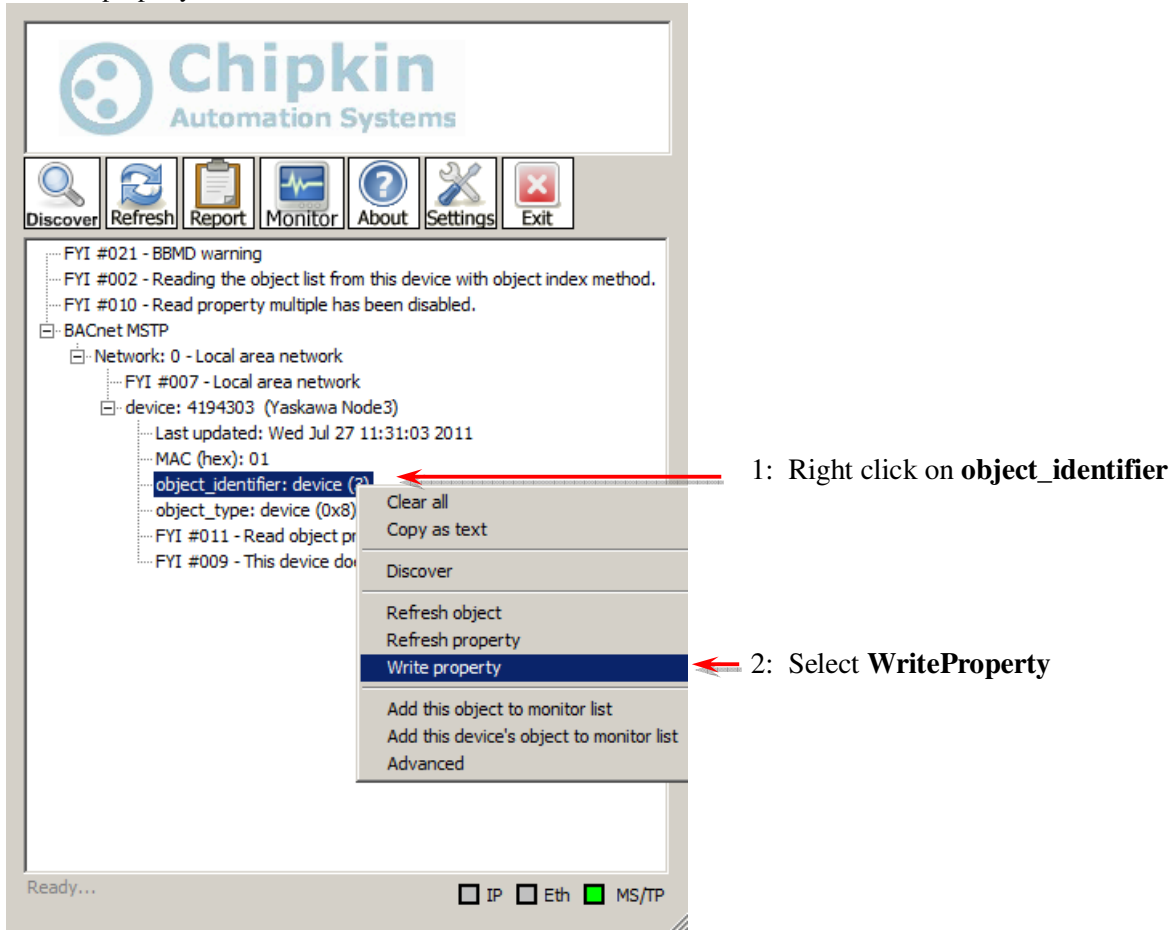 Chipkin
Automation Systems
Discover Refresh Report Monitor About Settings Exit
FYI #021 - BBMD warning
FYI #002 - Reading the object list from this device with object index method.
FYI #010 - Read property multiple has been disabled.
BACnet MSTP
Network: 0 - Local area network
FYI #007 - Local area network
device: 4194303 (Yaskawa Node3)
Last updated: Wed Jul 27 11:31:03 2011
MAC (hex): 01
object_identifier: device (?)
1: Right click on object_identifier
object_type: device (0x8)
FYI #011 - Read object pr
FYI #009 - This device do
Clear all
Copy as text
Discover
Refresh object
Refresh property
Write property
2: Select WriteProperty
Add this object to monitor list
Add this device's object to monitor list
Advanced
Ready...
IP Eth MS/TP